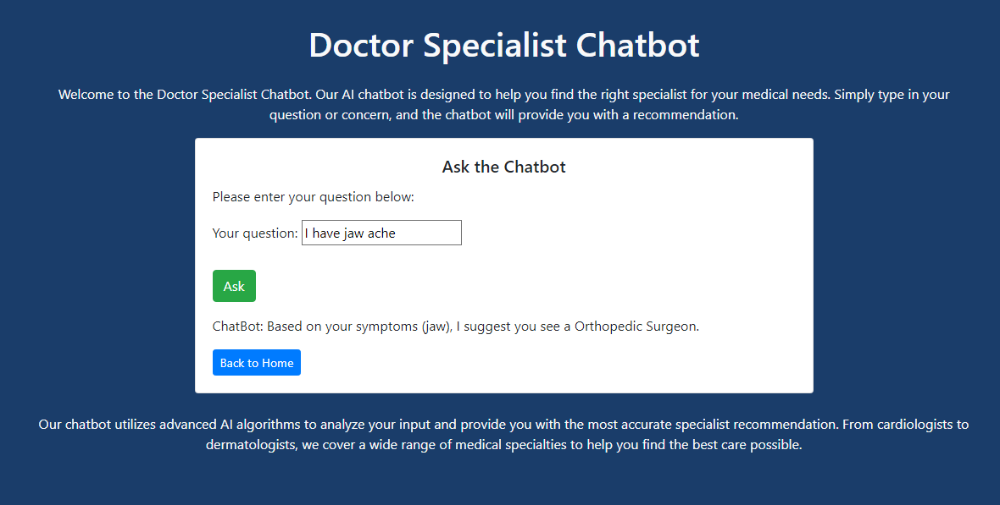 Doctor Specialist Chatbot
Welcome to the Doctor Specialist Chatbot. Our AI chatbot is designed to help you find the right specialist for your medical needs. Simply type in your
question or concern, and the chatbot will provide you with a recommendation.
Ask the Chatbot
Please enter your question below:
Your question: I have jaw ache
Ask
ChatBot: Based on your symptoms (jaw), I suggest you see a Orthopedic Surgeon.
Back to Home
Our chatbot utilizes advanced AI algorithms to analyze your input and provide you with the most accurate specialist recommendation. From cardiologists to
dermatologists, we cover a wide range of medical specialties to help you find the best care possible.